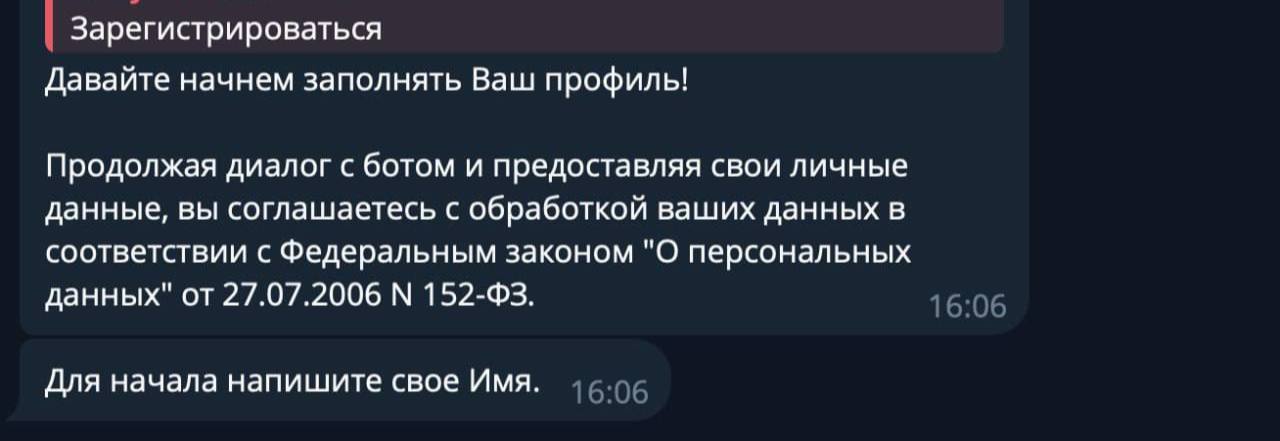 Зарегистрироваться
Давайте начнем заполнять Ваш профиль!
Продолжая диалог с ботом и предоставляя свои личные
данные, вы соглашаетесь с обработкой ваших данных в
соответствии с Федеральным законом "О персональных
данных" от 27.07.2006 N 152-ФЗ.
16:06
Для начала напишите свое Имя.
16:06